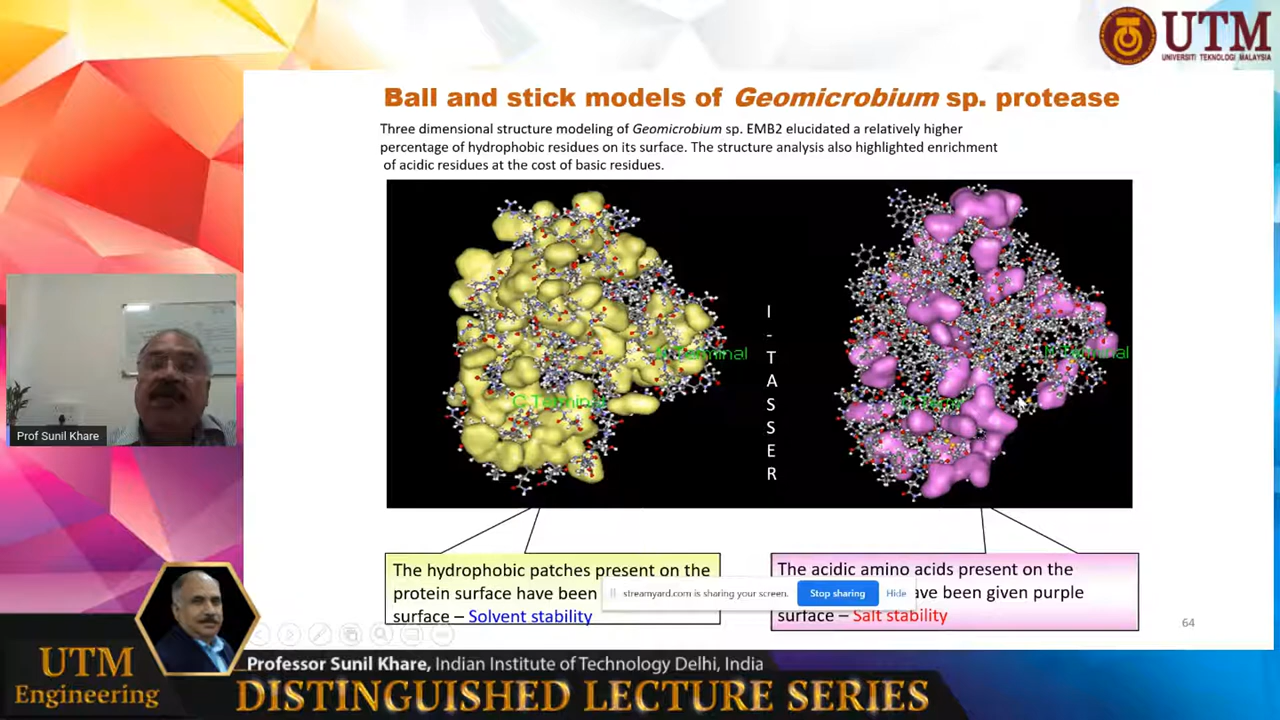 UTM
UNIVERSITI TEKNOLOGI MALAYSIA
Ball and stick models of Geomicrobium sp. protease
Three dimensional structure modeling of Geomicrobium sp. EMB2 elucidated a relatively higher
percentage of hydrophobic residues on its surface. The structure analysis also highlighted enrichment
of acidic residues at the cost of basic residues.
Terminal
C Terminal
I
-
T
A
S
S
E
R
Terminal
Prof Sunil Khare
The hydrophobic patches present on the
protein surface have been
surface – Solvent stability
The acidic amino acids present on the
ave been given purple
surface – Salt stability
streamyard.com is sharing your screen.
Stop sharing
Hide
64
UTM
Engineering
Professor Sunil Khare, Indian Institute of Technology Delhi, India
DISTINGUISHED LECTURE SERIES